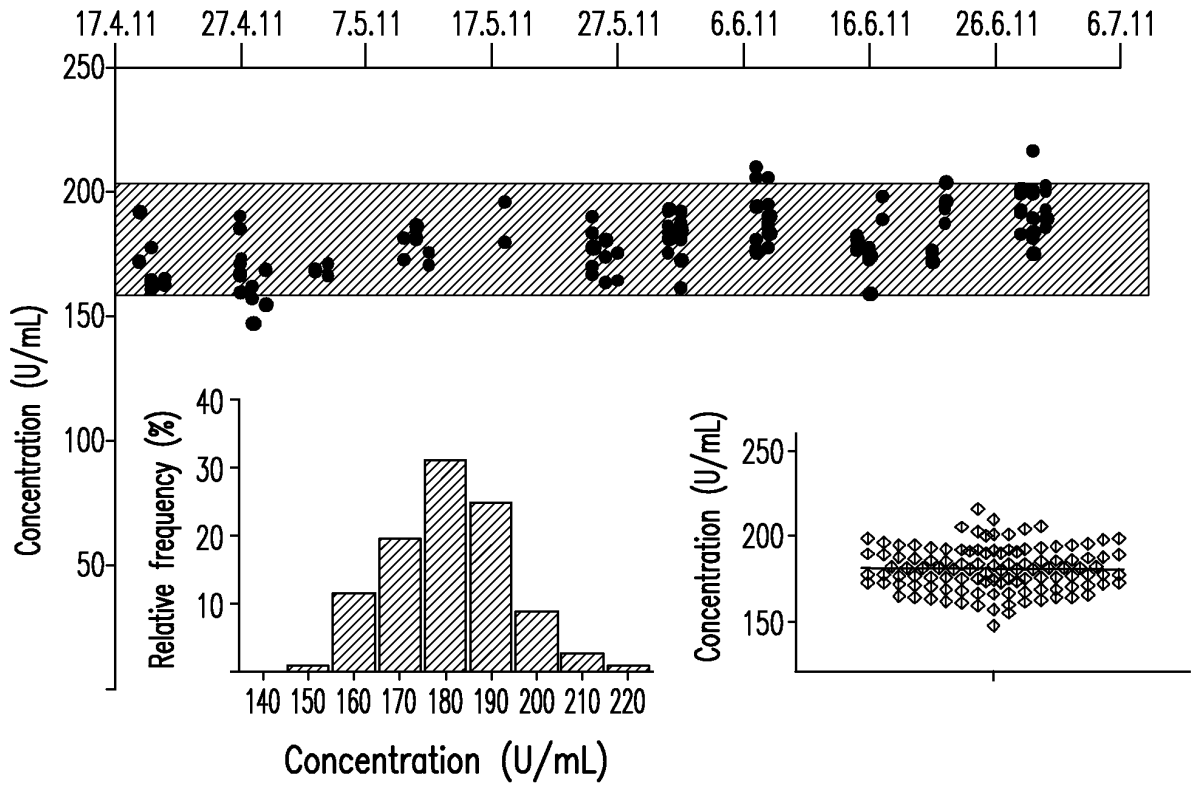 17.4.11 27.4.11 7.5.11 17.5.11 27.5.11 6.6.11 16.6.11 26.6.11 6.7.11
250
200
150
100
50
Concentration (U/mL)
40
30
20
10
Relative frequency (%)
140 150 160 170 180 190 200 210 220
Concentration (U/mL)
250
200
150
Concentration (U/mL)